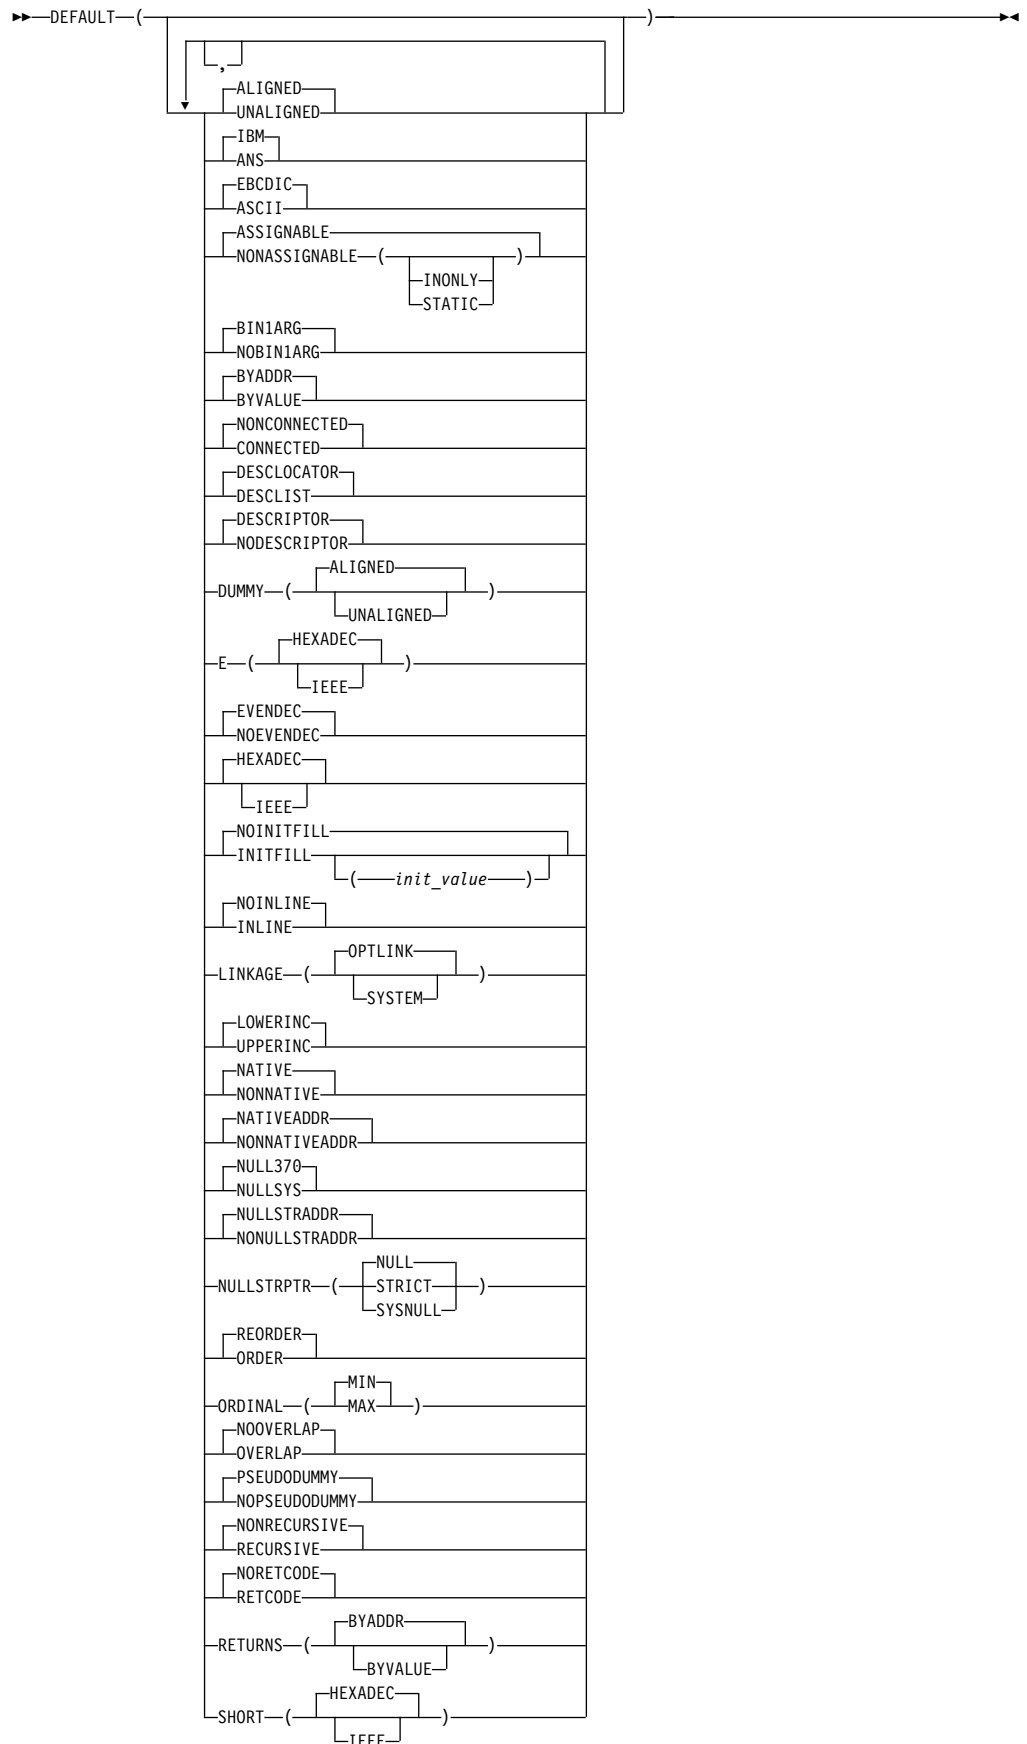 DEFAULT ( )
,
ALIGNED
UNALIGNED
IBM
ANS
EBCDIC
ASCII
ASSIGNABLE
NONASSIGNABLE ( )
INONLY
STATIC
BIN1ARG
NOBIN1ARG
BYADDR
BYVALUE
NONCONNECTED
CONNECTED
DESCLOCATOR
DESCLIST
DESCRIPTOR
NODESCRIPTOR
ALIGNED
DUMMY ( )
UNALIGNED
HEXADEC
E ( )
IEEE
EVENDEC
NOEVENDEC
HEXADEC
IEEE
NOINITFILL
INITFILL
( init_value )
NOINLINE
INLINE
OPTLINK
LINKAGE ( )
SYSTEM
LOWERINC
UPPERINC
NATIVE
NONNATIVE
NATIVEADDR
NONNATIVEADDR
NULL370
NULLSYS
NULLSTRADDR
NONULLSTRADDR
NULL
NULLSTRPTR ( STRICT )
SYSNULL
REORDER
ORDER
MIN
ORDINAL ( MAX )
NOOVERLAP
OVERLAP
PSEUDODUMMY
NOPSEUDODUMMY
NONRECURSIVE
RECURSIVE
NORETCODE
RETCODE
BYADDR
RETURNS ( )
BYVALUE
HEXADEC
SHORT ( )
IEEE